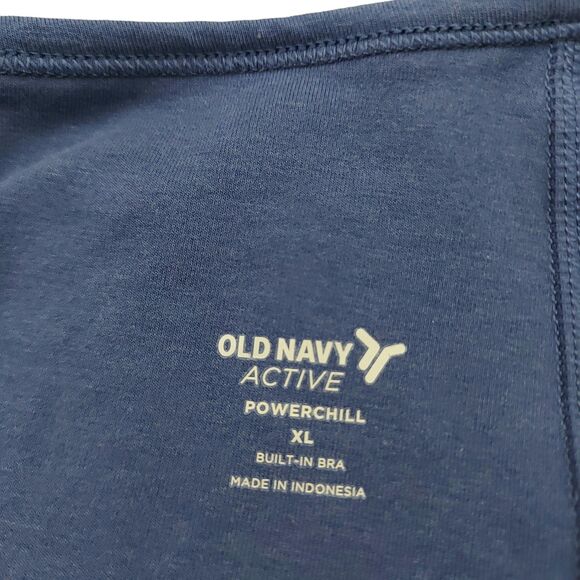 OLD NAVY
ACTIVE
POWERCHILL
XL
BUILT-IN BRA
MADE IN INDONESIA